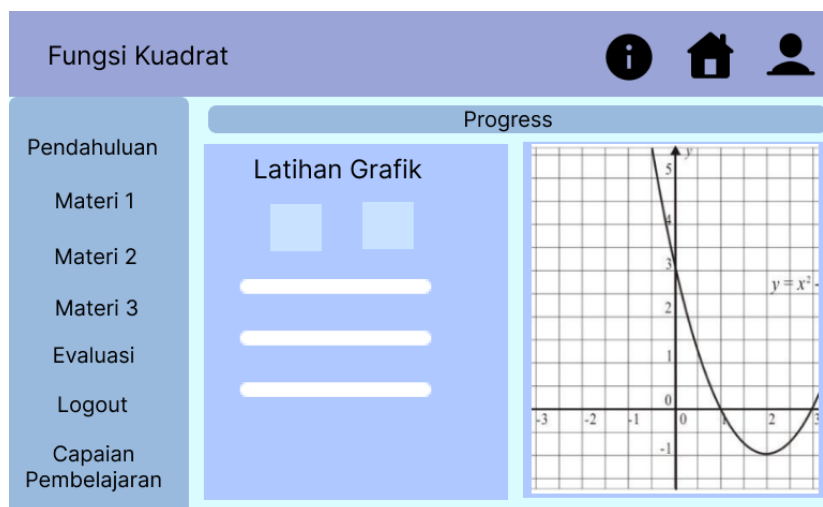 Fungsi Kuadrat
Progress
Pendahuluan
Materi 1
Materi 2
Materi 3
Evaluasi
Logout
Capaian
Pembelajaran
Latihan Grafik
y
5
4
3
y = x² -
2
1
0
-3 -2 -1 0 1 2 3
-1